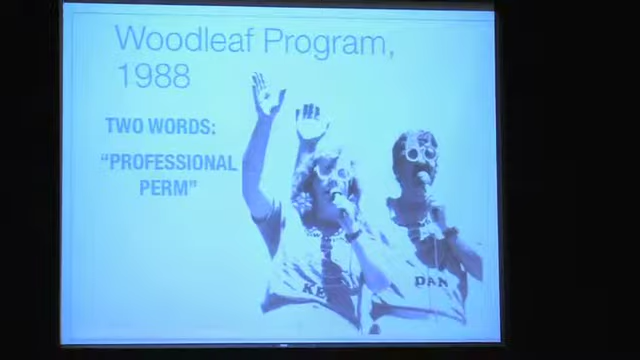 Woodleaf Program,
1988
TWO WORDS:
“PROFESSIONAL
PERM”
DAN